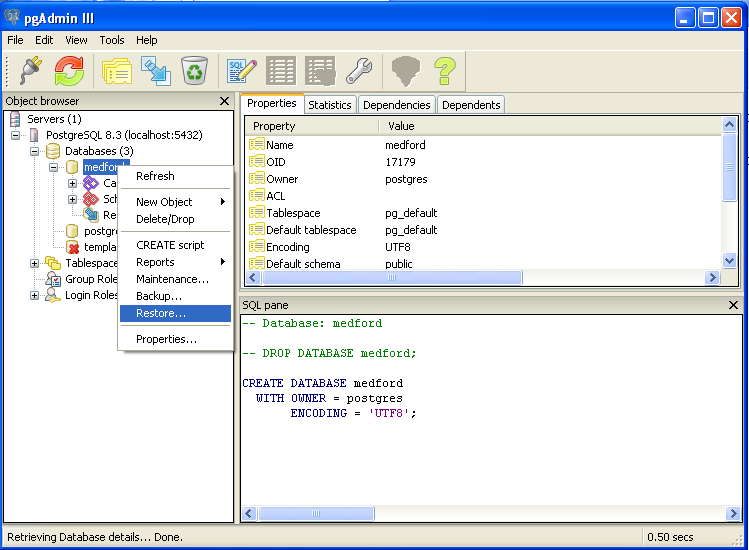 pgAdmin III
File Edit View Tools Help
Object browser
Servers (1)
PostgreSQL 8.3 (localhost:5432)
Databases (3)
medford
Ca
Sch
Re
postgr
templa
Tablespace
Group Role
Login Roles
Refresh
New Object
Delete/Drop
CREATE script
Reports
Maintenance...
Backup...
Restore...
Properties...
Properties Statistics Dependencies Dependents
Property Value
Name medford
OID 17179
Owner postgres
ACL
Tablespace pg_default
Default tablespace pg_default
Encoding UTF8
Default schema public
SQL pane
-- Database: medford
-- DROP DATABASE medford;
CREATE DATABASE medford
WITH OWNER = postgres
ENCODING = 'UTF8';
Retrieving Database details... Done. 0.50 secs